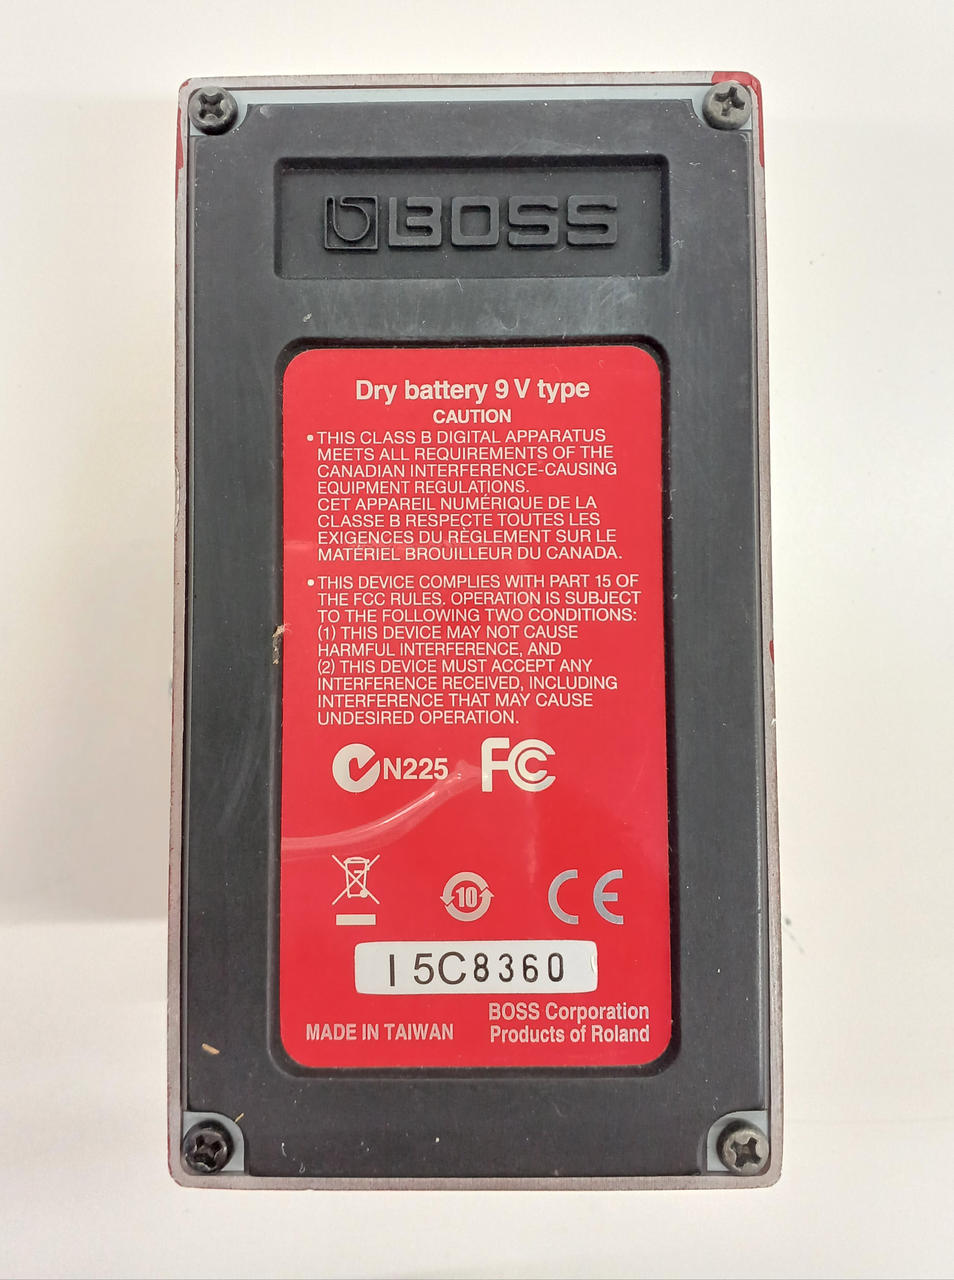 BOSS
Dry battery 9 V type
CAUTION
• THIS CLASS B DIGITAL APPARATUS
MEETS ALL REQUIREMENTS OF THE
CANADIAN INTERFERENCE-CAUSING
EQUIPMENT REGULATIONS.
CET APPAREIL NUMÉRIQUE DE LA
CLASSE B RESPECTE TOUTES LES
EXIGENCES DU RÈGLEMENT SUR LE
MATÉRIEL BROUILLEUR DU CANADA.
• THIS DEVICE COMPLIES WITH PART 15 OF
THE FCC RULES. OPERATION IS SUBJECT
TO THE FOLLOWING TWO CONDITIONS:
(1) THIS DEVICE MAY NOT CAUSE
HARMFUL INTERFERENCE, AND
(2) THIS DEVICE MUST ACCEPT ANY
INTERFERENCE RECEIVED, INCLUDING
INTERFERENCE THAT MAY CAUSE
UNDESIRED OPERATION.
N225 FC
10 CE
I 5C8360
MADE IN TAIWAN
BOSS Corporation
Products of Roland